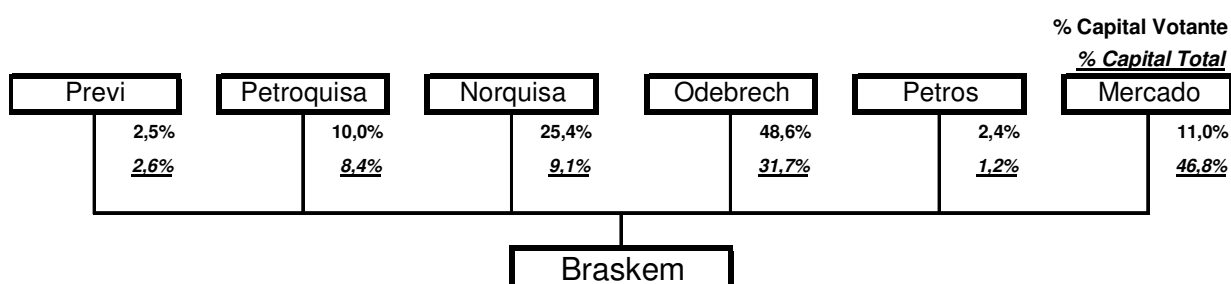 % Capital Votante
% Capital Total
Previ Petroquisa Norquisa Odebrech Petros Mercado
2,5% 10,0% 25,4% 48,6% 2,4% 11,0%
2,6% 8,4% 9,1% 31,7% 1,2% 46,8%
Braskem